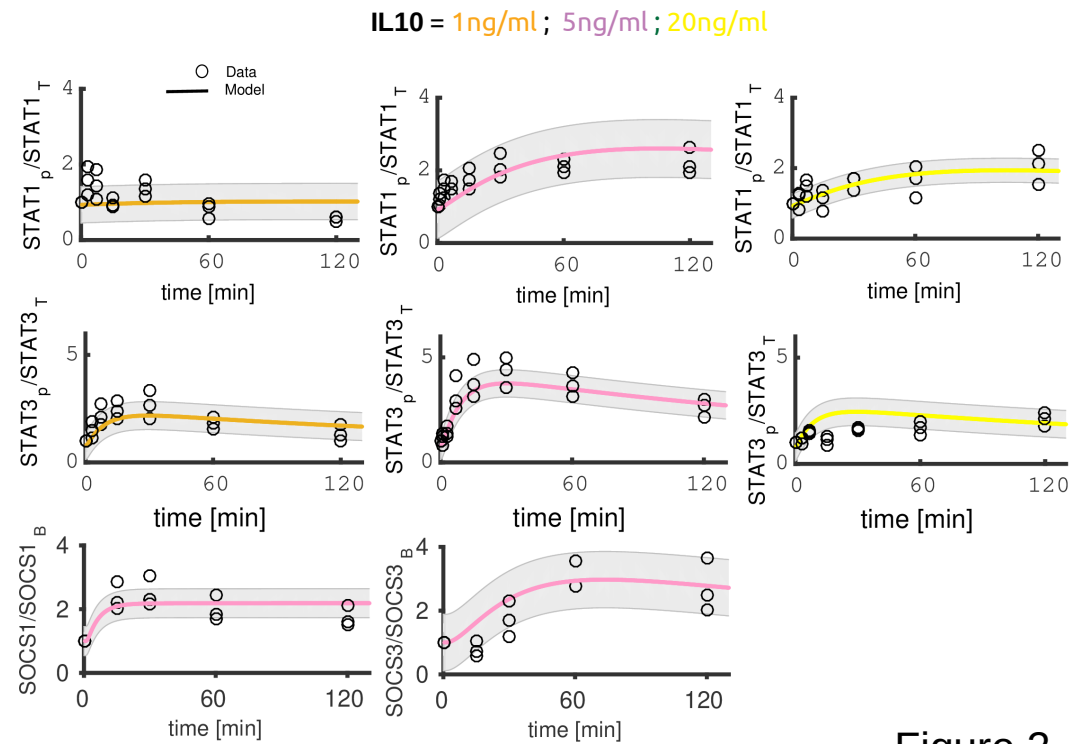 IL10 = 1ng/ml ; 5ng/ml ; 20ng/ml
Data
Model
STAT1p/STAT1T
4
2
0
0 60 120
time [min]
STAT1p/STAT1T
4
2
0
0 60 120
time [min]
STAT1p/STAT1T
4
2
0
0 60 120
time [min]
STAT3p/STAT3T
5
0
0 60 120
time [min]
STAT3p/STAT3T
5
0
0 60 120
time [min]
STAT3p/STAT3T
5
0
0 60 120
time [min]
SOCS1/SOCS1B
4
2
0
0 60 120
time [min]
SOCS3/SOCS3B
4
2
0
0 60 120
time [min]